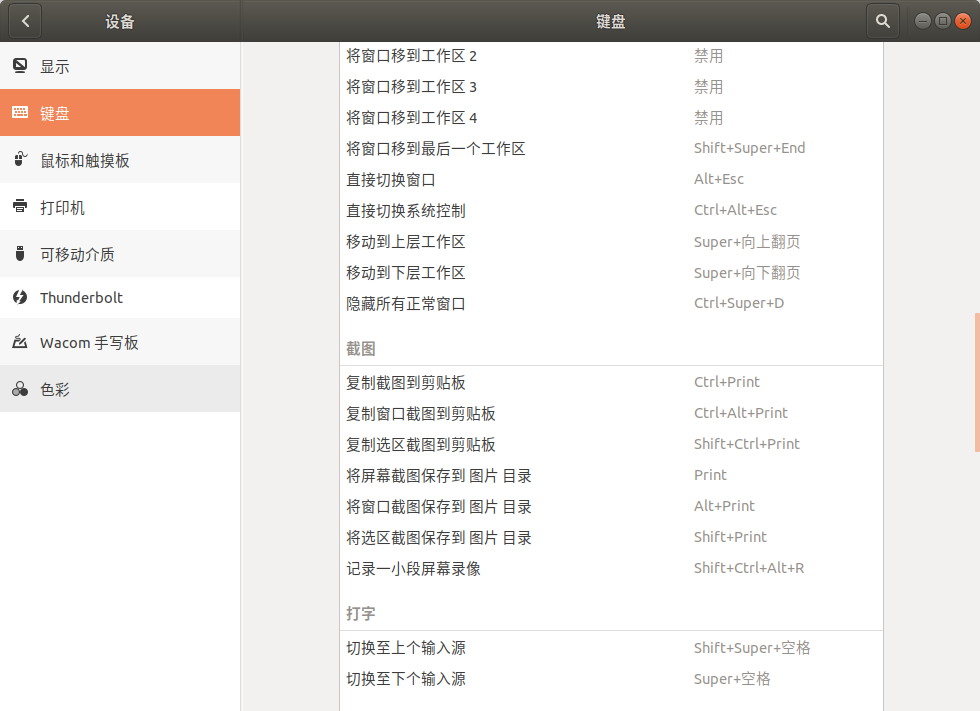 设备
键盘
显示
键盘
鼠标和触摸板
打印机
可移动介质
Thunderbolt
Wacom 手写板
色彩
将窗口移到工作区 2 禁用
将窗口移到工作区 3 禁用
将窗口移到工作区 4 禁用
将窗口移到最后一个工作区 Shift+Super+End
直接切换窗口 Alt+Esc
直接切换系统控制 Ctrl+Alt+Esc
移动到上层工作区 Super+向上翻页
移动到下层工作区 Super+向下翻页
隐藏所有正常窗口 Ctrl+Super+D
截图
复制截图到剪贴板 Ctrl+Print
复制窗口截图到剪贴板 Ctrl+Alt+Print
复制选区截图到剪贴板 Shift+Ctrl+Print
将屏幕截图保存到 图片 目录 Print
将窗口截图保存到 图片 目录 Alt+Print
将选区截图保存到 图片 目录 Shift+Print
记录一小段屏幕录像 Shift+Ctrl+Alt+R
打字
切换至上个输入源 Shift+Super+空格
切换至下个输入源 Super+空格